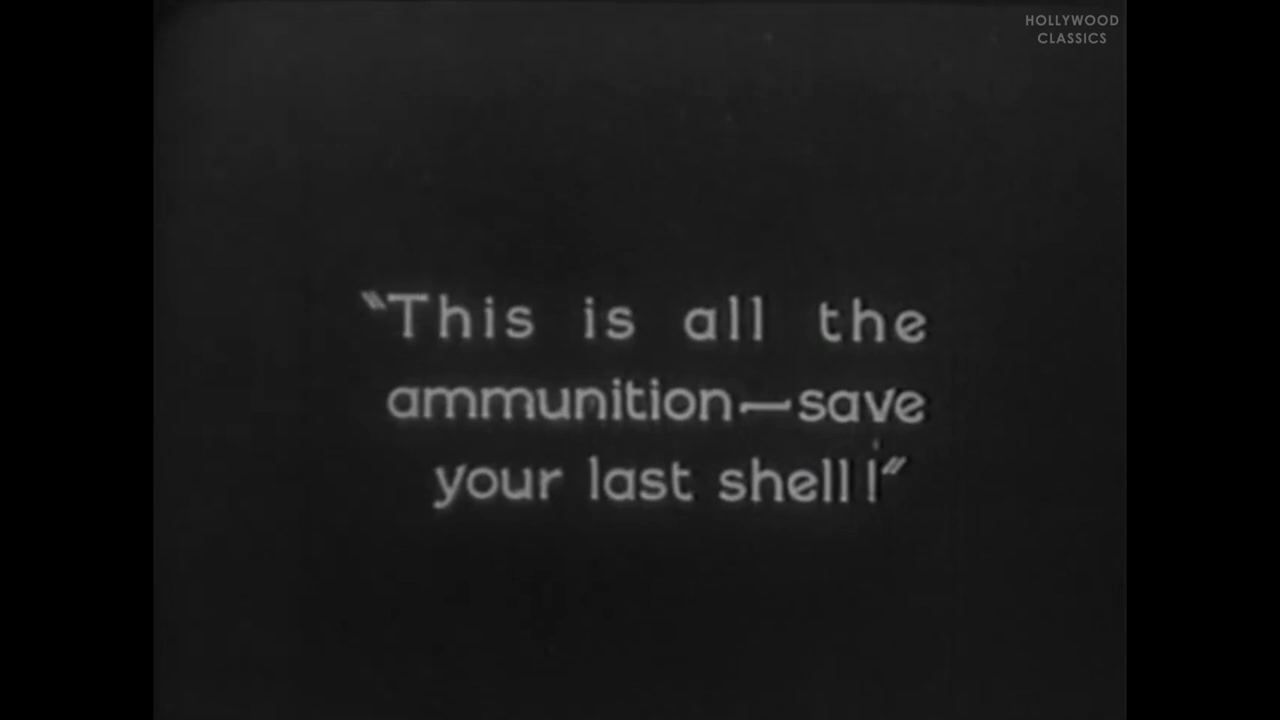 HOLLYWOOD
CLASSICS
"This is all the
ammunition—save
your last shell!"